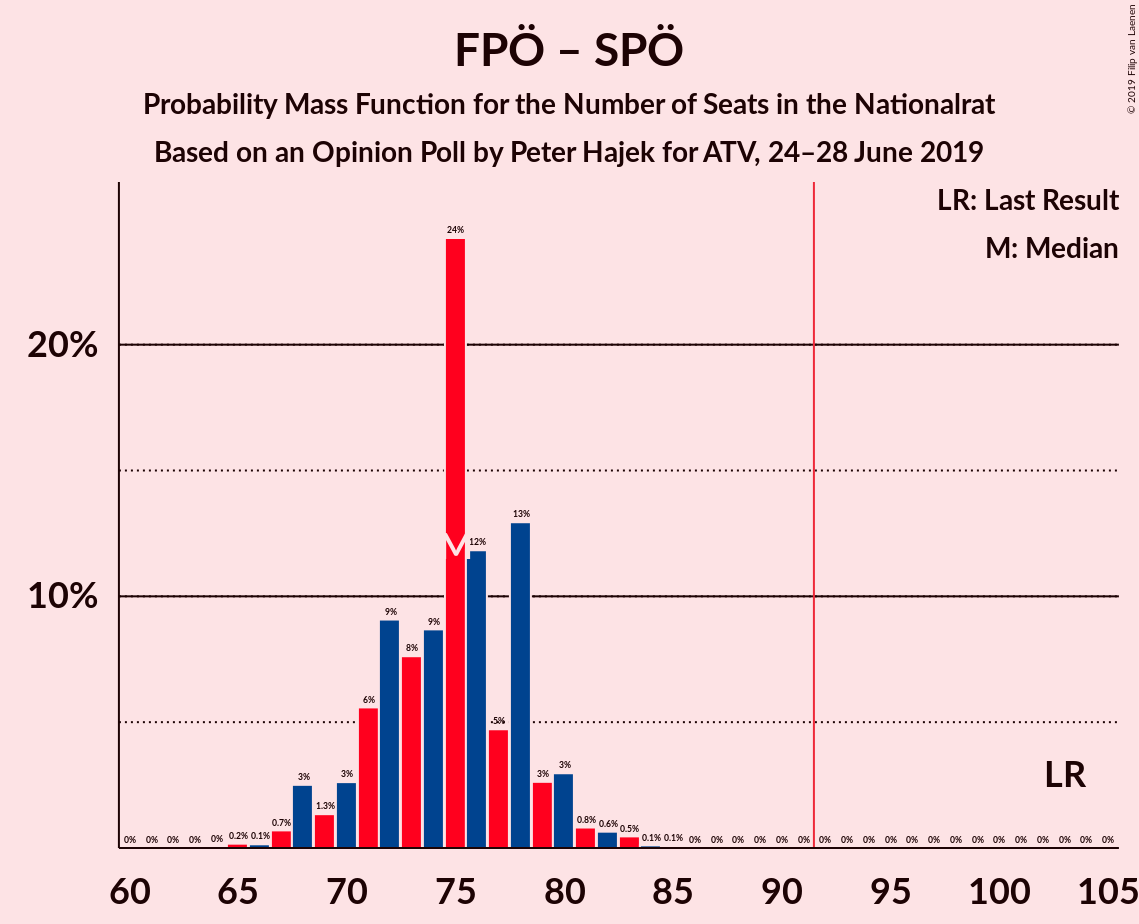 FPÖ – SPÖ
Probability Mass Function for the Number of Seats in the Nationalrat
Based on an Opinion Poll by Peter Hajek for ATV, 24–28 June 2019
© 2019 Filip van Laenen
LR: Last Result
M: Median
20%
10%
0% 0% 0% 0% 0% 0.2% 0.1% 0.7% 3% 1.3% 3% 6% 9% 8% 9% 24% 12% 5% 13% 3% 3% 0.8% 0.6% 0.5% 0.1% 0.1% 0% 0% 0% 0% 0% 0% 0% 0% 0% 0% 0% 0% 0% 0% 0% 0% 0% 0% 0% 0%
M
LR
60 65 70 75 80 85 90 95 100 105